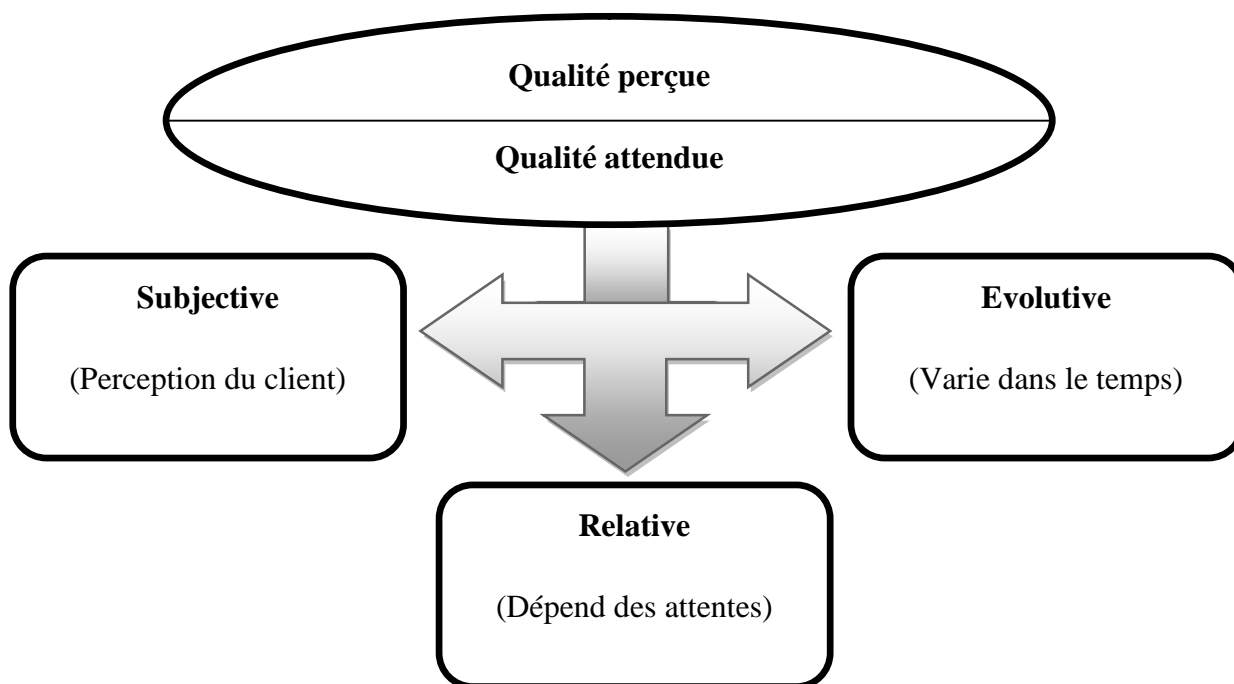 Qualité perçue
Qualité attendue
Subjective
(Perception du client)
Evolutive
(Varie dans le temps)
Relative
(Dépend des attentes)